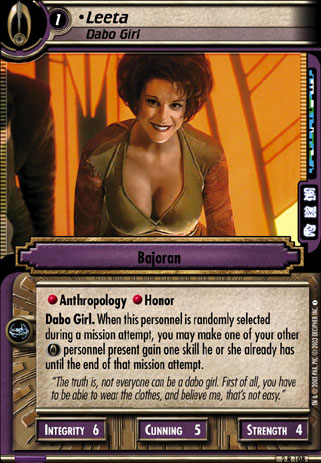 1
•Leeta
Dabo Girl
Bajoran
Anthropology Honor
Dabo Girl. When this personnel is randomly selected
during a mission attempt, you may make one of your other
personnel present gain one skill he or she already has
until the end of that mission attempt.
"The truth is, not everyone can be a dabo girl. First of all, you have
to be able to wear the clothes, and believe me, that's not easy."
INTEGRITY 6 CUNNING 5 STRENGTH 4